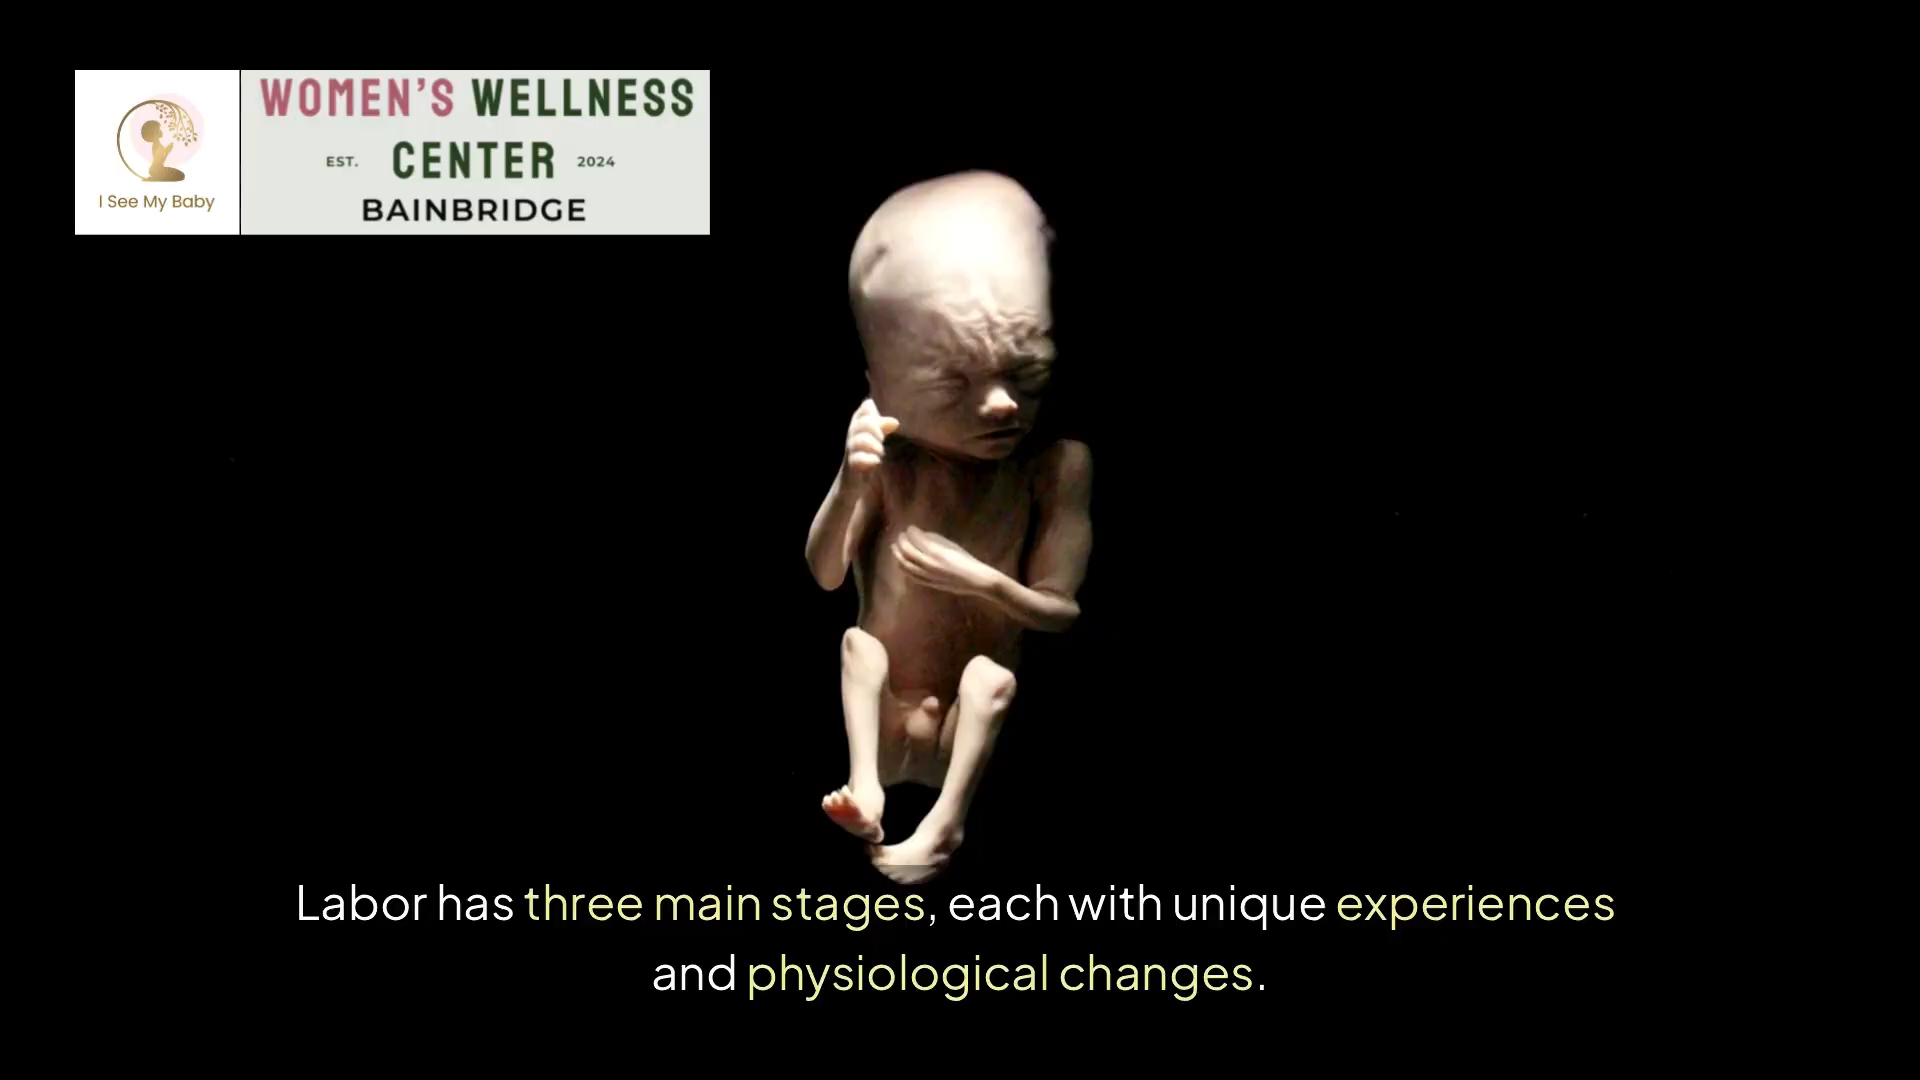 WOMEN'S WELLNESS
EST. CENTER 2024
BAINBRIDGE
I See My Baby
Labor has three main stages, each with unique experiences
and physiological changes.